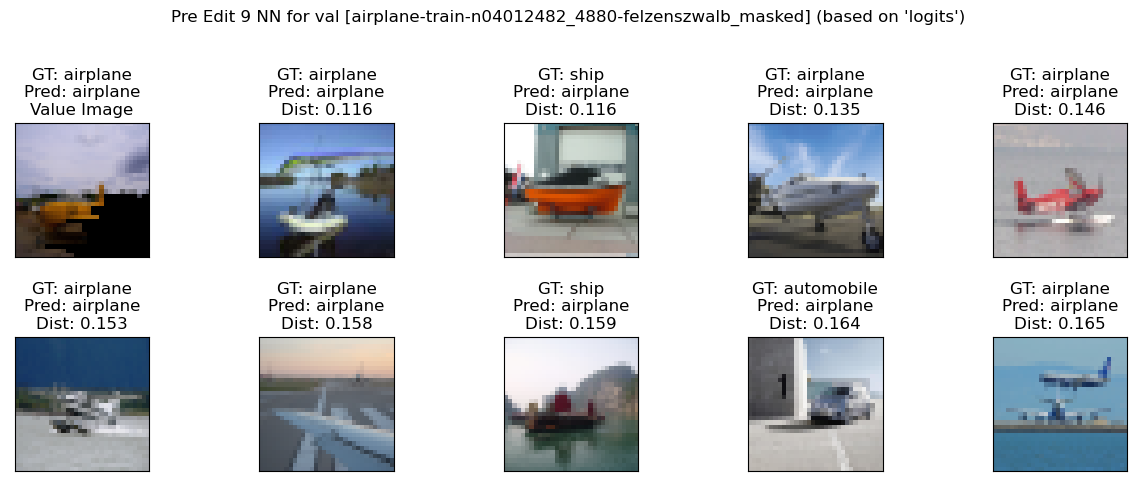 Pre Edit 9 NN for val [airplane-train-n04012482_4880-felzenszwalb_masked] (based on 'logits')
GT: airplane
Pred: airplane
Value Image
GT: airplane
Pred: airplane
Dist: 0.116
GT: ship
Pred: airplane
Dist: 0.116
GT: airplane
Pred: airplane
Dist: 0.135
GT: airplane
Pred: airplane
Dist: 0.146
GT: airplane
Pred: airplane
Dist: 0.153
GT: airplane
Pred: airplane
Dist: 0.158
GT: ship
Pred: airplane
Dist: 0.159
GT: automobile
Pred: airplane
Dist: 0.164
GT: airplane
Pred: airplane
Dist: 0.165